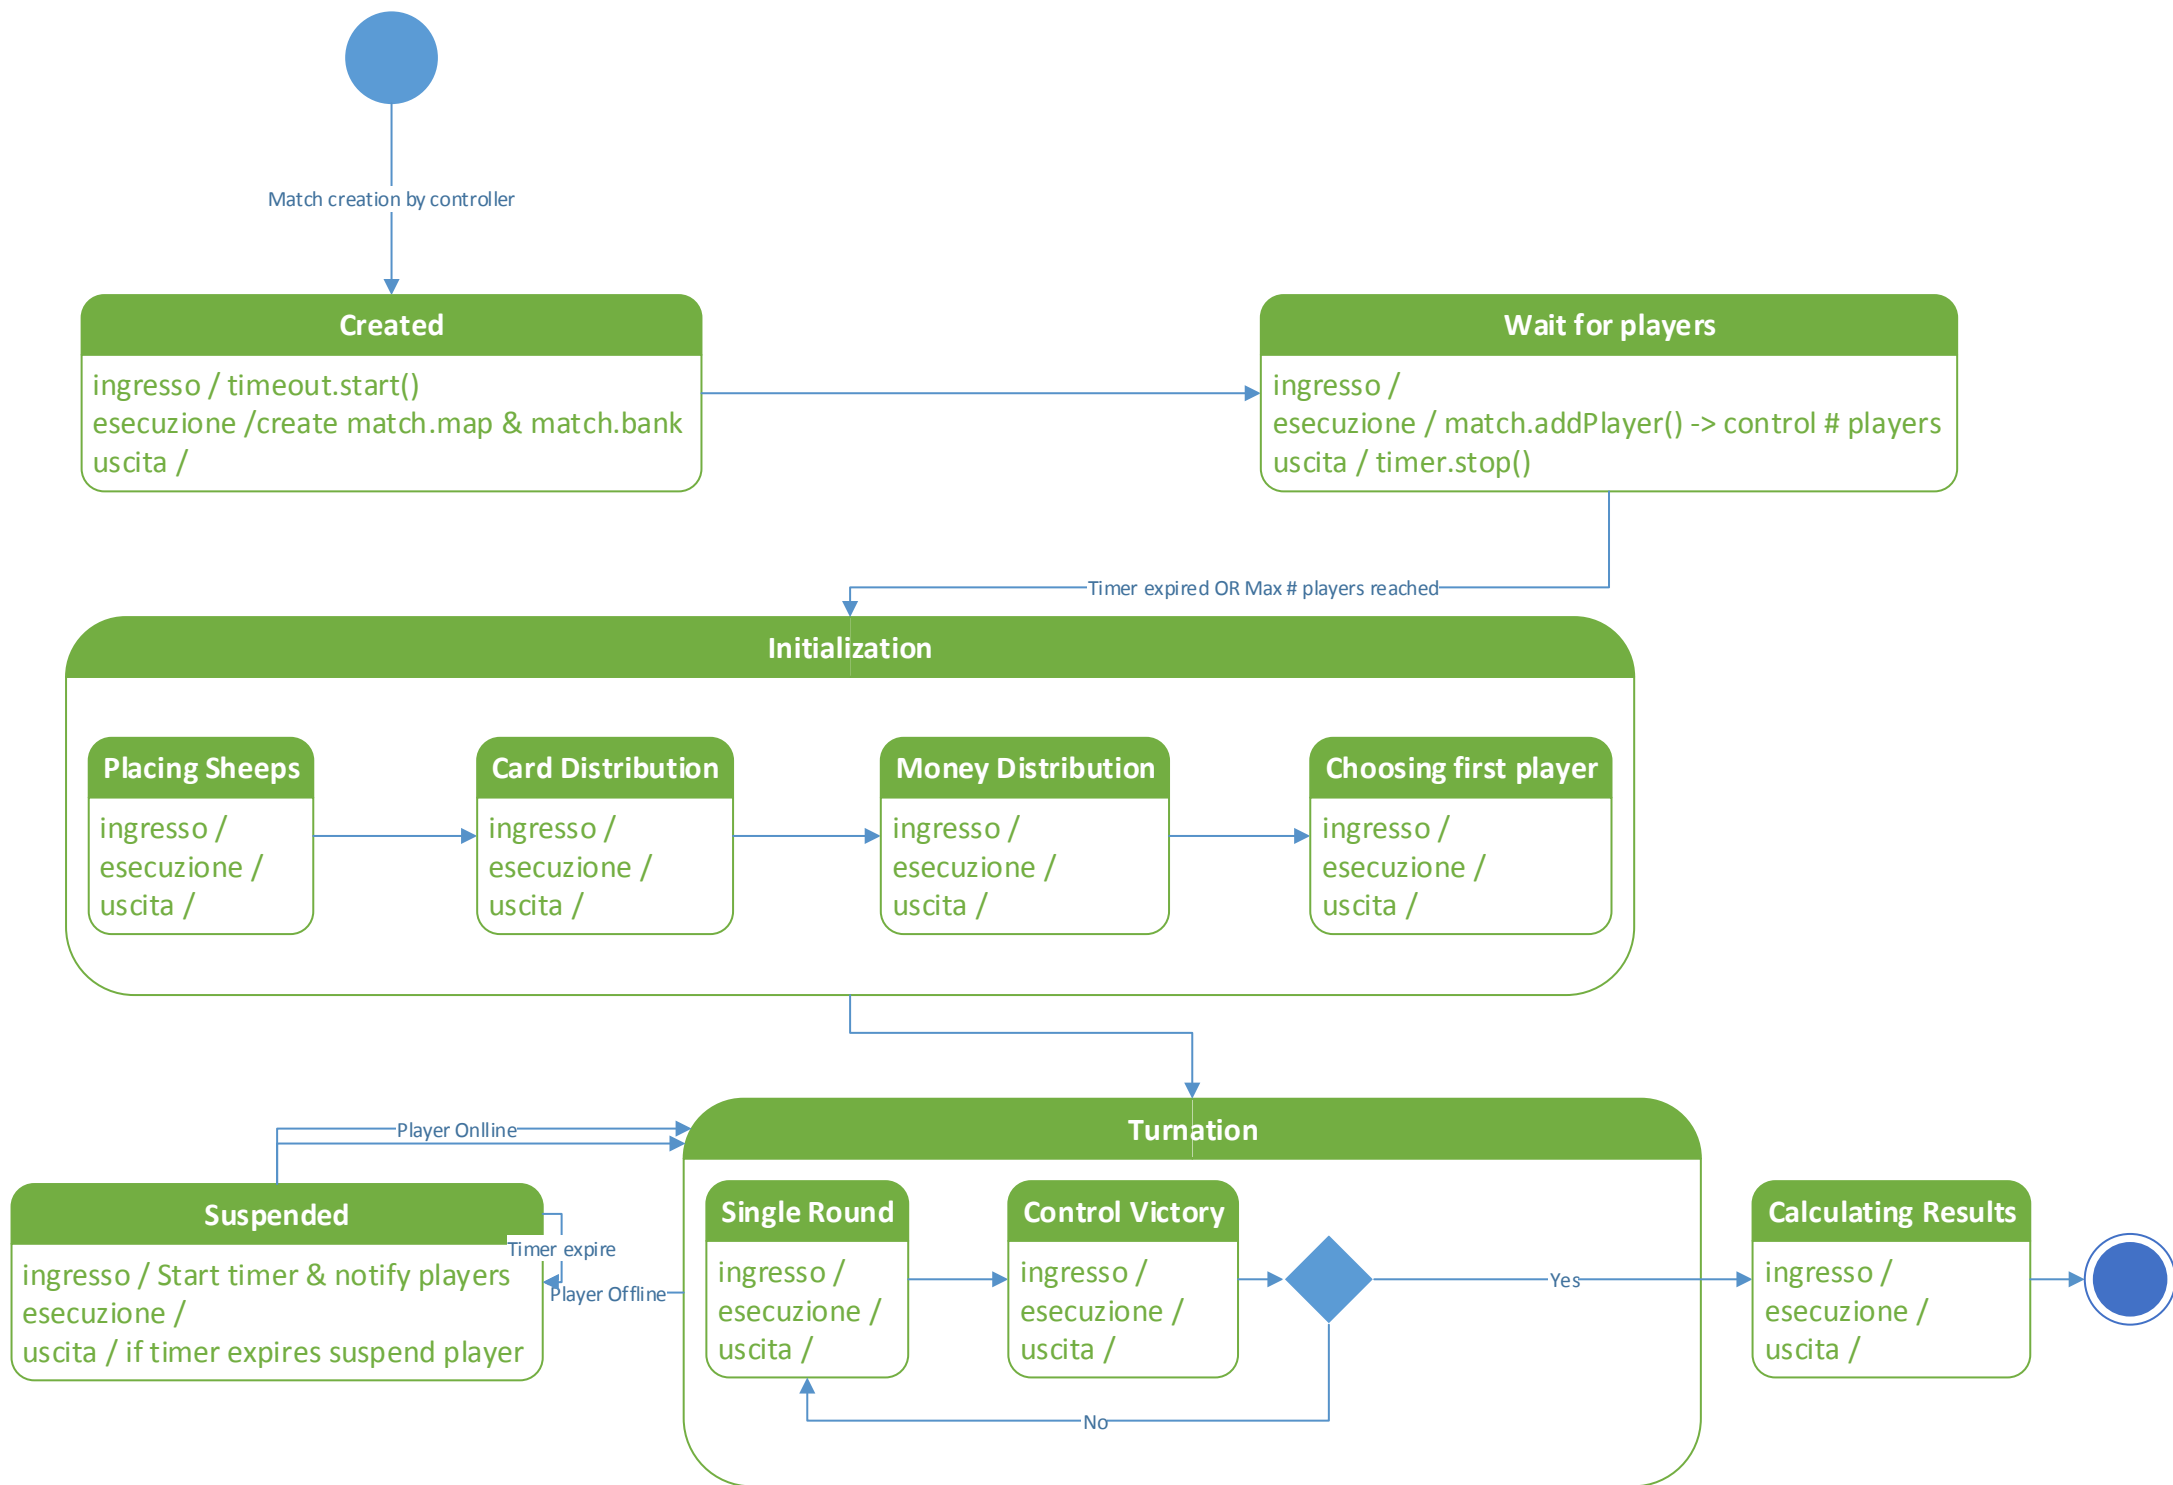 Match creation by controller
Created
ingresso / timeout.start()
esecuzione /create match.map & match.bank
uscita /
Wait for players
ingresso /
esecuzione / match.addPlayer() -> control # players
uscita / timer.stop()
Timer expired OR Max # players reached
Initialization
Placing Sheeps
ingresso /
esecuzione /
uscita /
Card Distribution
ingresso /
esecuzione /
uscita /
Money Distribution
ingresso /
esecuzione /
uscita /
Choosing first player
ingresso /
esecuzione /
uscita /
Player Onlline
Turnation
Suspended
ingresso / Start timer & notify players
esecuzione /
uscita / if timer expires suspend player
Timer expire
Player Offline
Single Round
ingresso /
esecuzione /
uscita /
Control Victory
ingresso /
esecuzione /
uscita /
Yes
No
Calculating Results
ingresso /
esecuzione /
uscita /